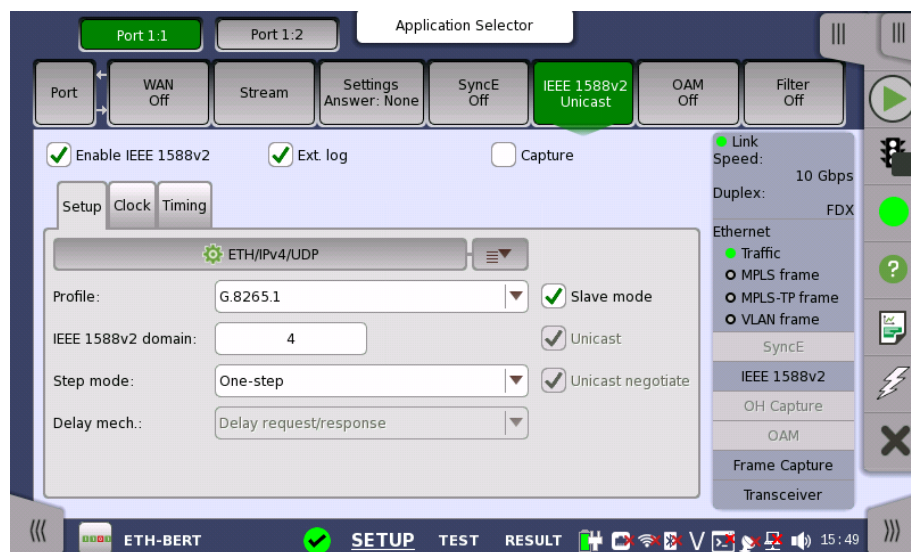 Application Selector
Port 1:1
Port 1:2
Port
WAN
Off
Stream
Settings
Answer: None
SyncE
Off
IEEE 1588v2
Unicast
OAM
Off
Filter
Off
Enable IEEE 1588v2
Ext. log
Capture
Setup
Clock
Timing
ETH/IPv4/UDP
Profile:
G.8265.1
Slave mode
IEEE 1588v2 domain:
4
Unicast
Step mode:
One-step
Unicast negotiate
Delay mech.:
Delay request/response
Link
Speed:
10 Gbps
Duplex:
FDX
Ethernet
Traffic
MPLS frame
MPLS-TP frame
VLAN frame
SyncE
IEEE 1588v2
OH Capture
OAM
Frame Capture
Transceiver
ETH-BERT
SETUP
TEST
RESULT
V
15:49